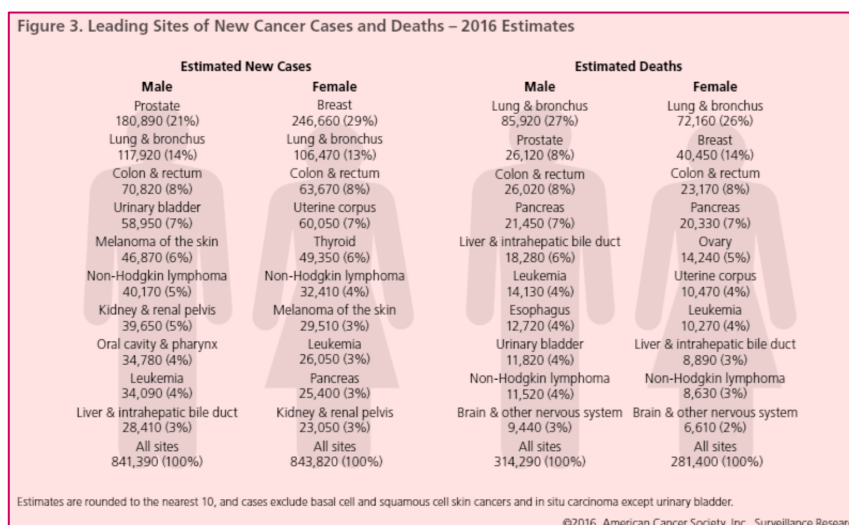 Figure 3. Leading Sites of New Cancer Cases and Deaths – 2016 Estimates
Estimated New Cases
Male
Prostate
180,890 (21%)
Lung & bronchus
117,920 (14%)
Colon & rectum
70,820 (8%)
Urinary bladder
58,950 (7%)
Melanoma of the skin
46,870 (6%)
Non-Hodgkin lymphoma
40,170 (5%)
Kidney & renal pelvis
39,650 (5%)
Oral cavity & pharynx
34,780 (4%)
Leukemia
34,090 (4%)
Liver & intrahepatic bile duct
28,410 (3%)
All sites
841,390 (100%)
Female
Breast
246,660 (29%)
Lung & bronchus
106,470 (13%)
Colon & rectum
63,670 (8%)
Uterine corpus
60,050 (7%)
Thyroid
49,350 (6%)
Non-Hodgkin lymphoma
32,410 (4%)
Melanoma of the skin
29,510 (3%)
Leukemia
26,050 (3%)
Pancreas
25,400 (3%)
Kidney & renal pelvis
23,050 (3%)
All sites
843,820 (100%)
Estimated Deaths
Male
Lung & bronchus
85,920 (27%)
Prostate
26,120 (8%)
Colon & rectum
26,020 (8%)
Pancreas
21,450 (7%)
Liver & intrahepatic bile duct
18,280 (6%)
Leukemia
14,130 (4%)
Esophagus
12,720 (4%)
Urinary bladder
11,820 (4%)
Non-Hodgkin lymphoma
11,520 (4%)
Brain & other nervous system
9,440 (3%)
All sites
314,290 (100%)
Female
Lung & bronchus
72,160 (26%)
Breast
40,450 (14%)
Colon & rectum
23,170 (8%)
Pancreas
20,330 (7%)
Ovary
14,240 (5%)
Uterine corpus
10,470 (4%)
Leukemia
10,270 (4%)
Liver & intrahepatic bile duct
8,890 (3%)
Non-Hodgkin lymphoma
8,630 (3%)
Brain & other nervous system
6,610 (2%)
All sites
281,400 (100%)
Estimates are rounded to the nearest 10, and cases exclude basal cell and squamous cell skin cancers and in situ carcinoma except urinary bladder.
©2016, American Cancer Society, Inc., Surveillance